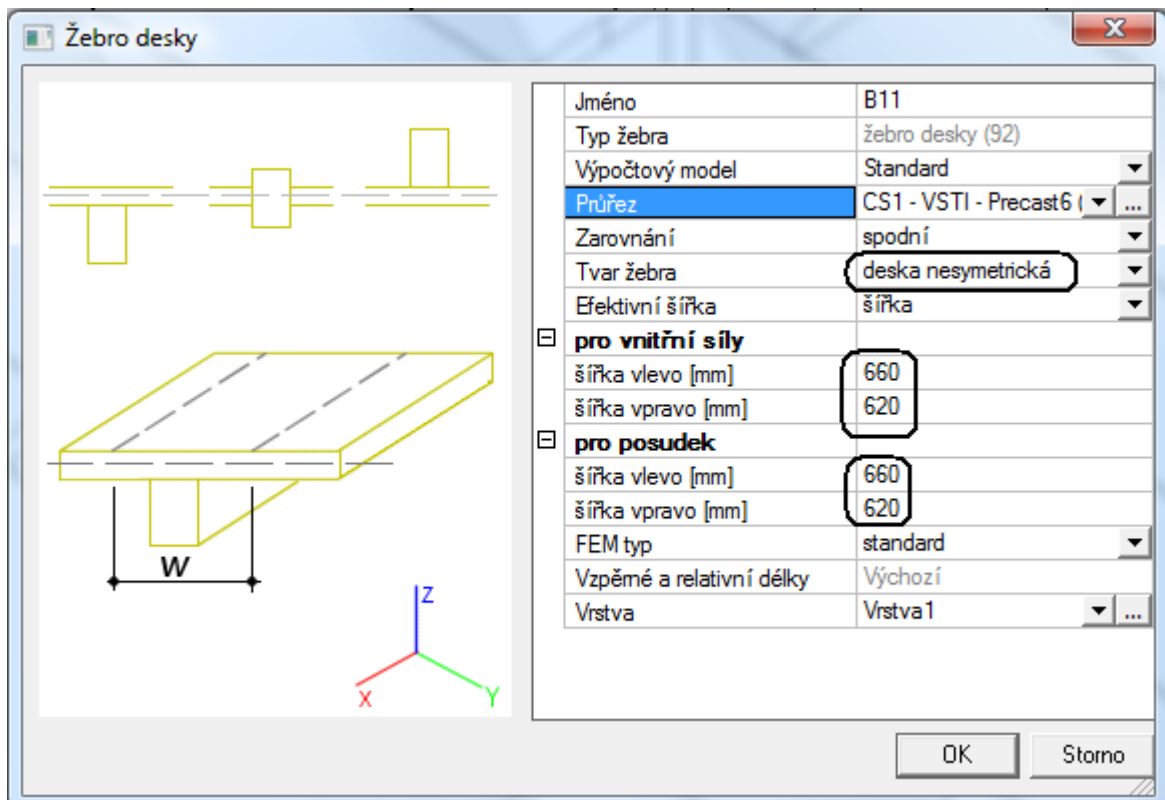 Žebro desky
Jméno B11
Typ žebra žebro desky (92)
Výpočtový model Standard
Průřez CS1 - VSTI - Precast6 ( ...
Zarovnání spodní
Tvar žebra deska nesymetrická
Efektivní šířka šířka
pro vnitřní síly
šířka vlevo [mm] 660
šířka vpravo [mm] 620
pro posudek
šířka vlevo [mm] 660
šířka vpravo [mm] 620
FEM typ standard
Vzpěrné a relativní délky Výchozí
Vrstva Vrstva1 ...
W
Z
X
Y
OK Storno